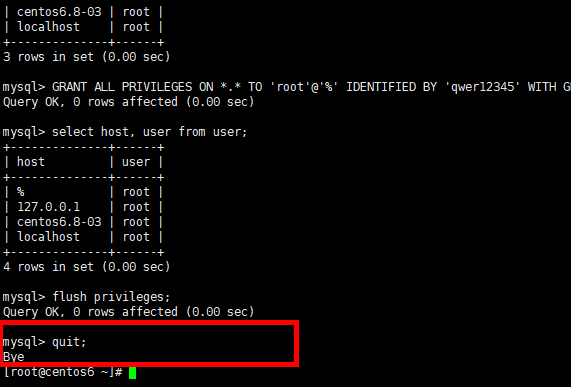 | centos6.8-03 | root |
| localhost    | root |
+--------------+------+
3 rows in set (0.00 sec)
mysql> GRANT ALL PRIVILEGES ON *.* TO 'root'@'%' IDENTIFIED BY 'qwer12345' WITH G
Query OK, 0 rows affected (0.00 sec)
mysql> select host, user from user;
+--------------+------+
| host         | user |
+--------------+------+
| %            | root |
| 127.0.0.1    | root |
| centos6.8-03 | root |
| localhost    | root |
+--------------+------+
4 rows in set (0.00 sec)
mysql> flush privileges;
Query OK, 0 rows affected (0.00 sec)
mysql> quit;
Bye
[root@centos6 ~]#